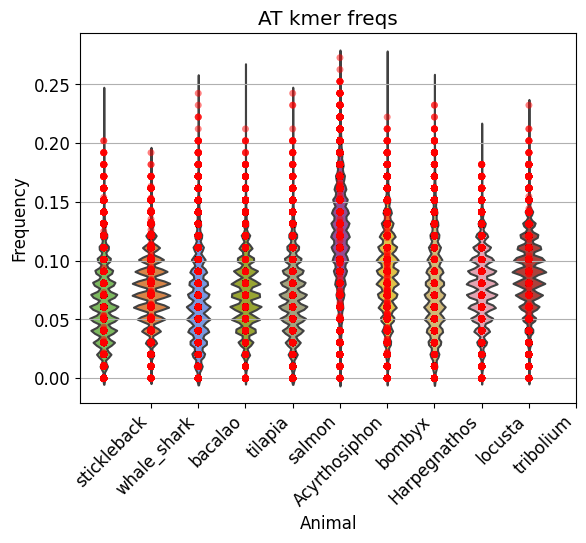 AT kmer freqs
Frequency
0.25
0.20
0.15
0.10
0.05
0.00
stickleback
whale_shark
bacalao
tilapia
salmon
Acyrthosiphon
bombyx
Harpegnathos
locusta
tribolium
Animal